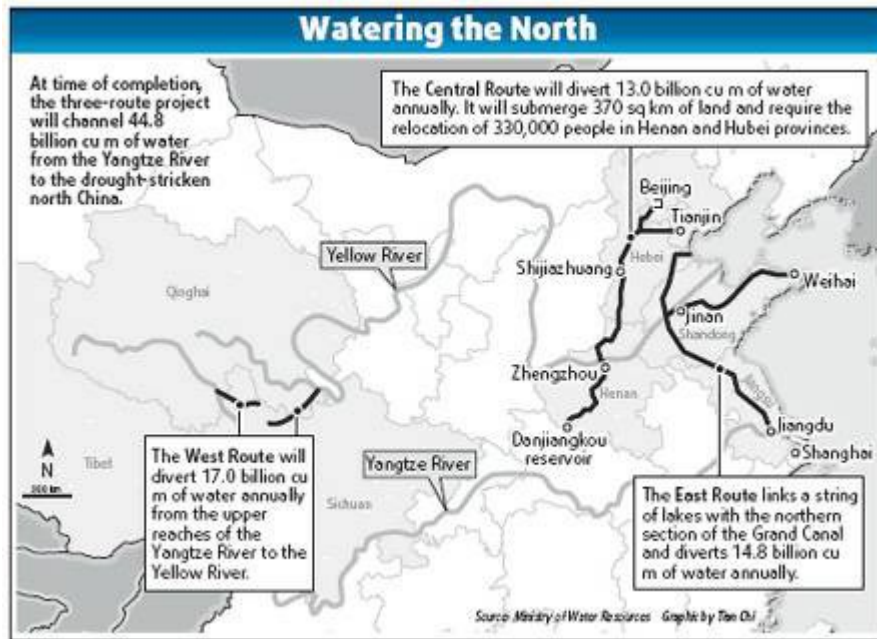 Watering the North
At time of completion,
the three-route project
will channel 44.8
billion cu m of water
from the Yangtze River
to the drought-stricken
north China.
The Central Route will divert 13.0 billion cu m of water
annually. It will submerge 370 sq km of land and require the
relocation of 330,000 people in Henan and Hubei provinces.
Beijing
Tianjin
Hebei
Shijiazhuang
Yellow River
Weihai
Qinghai
Jinan
Shandong
Zhengzhou
Henan
Jiangsu
Jiangdu
Danjiangkou
reservoir
Shanghai
N
Tibet
The West Route will
divert 17.0 billion cu
m of water annually
from the upper
reaches of the
Yangtze River to the
Yellow River.
Yangtze River
Sichuan
The East Route links a string
of lakes with the northern
section of the Grand Canal
and diverts 14.8 billion cu
m of water annually.
Source: Ministry of Water Resources Graphic by Tian Chi